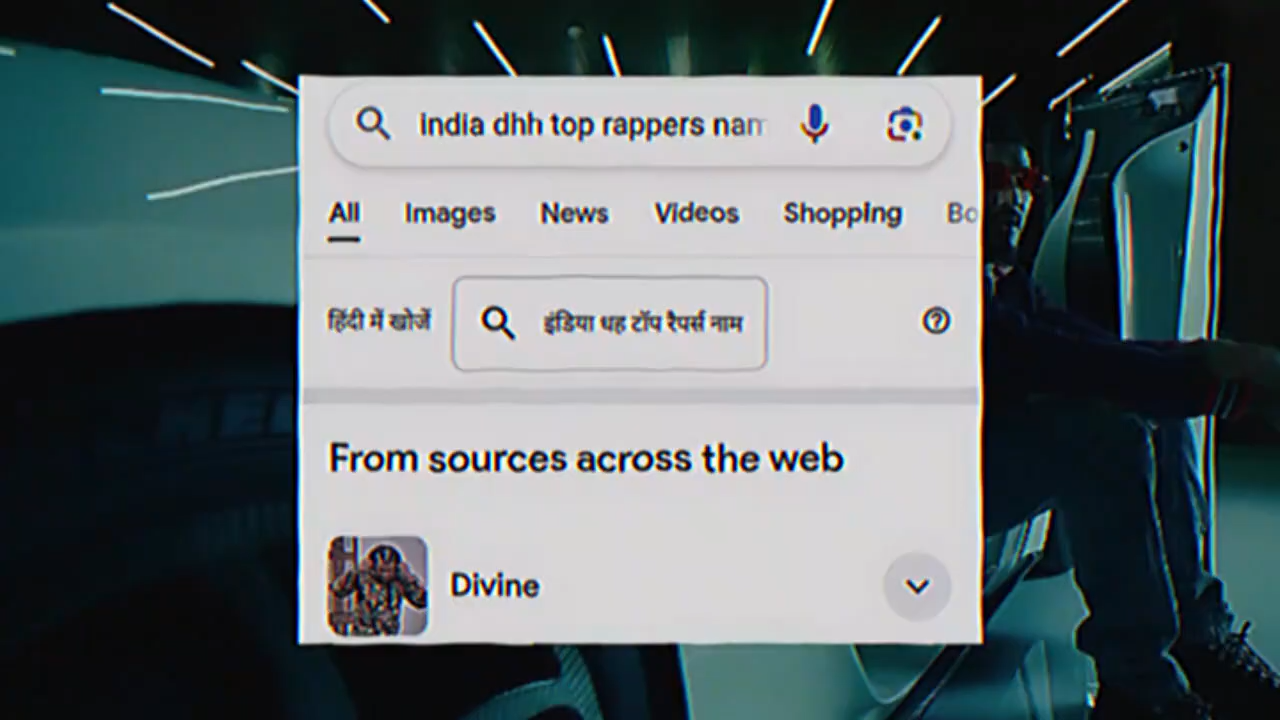 india dhh top rappers nam
All Images News Videos Shopping Bo
हिंदी में खोजें इंडिया धह टॉप रैपर्स नाम
From sources across the web
Divine